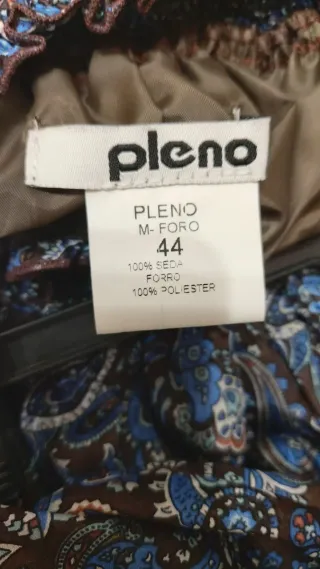 pleno
PLENO
M- FORO
44
100% SEDA
FORRO
100% POLIESTER